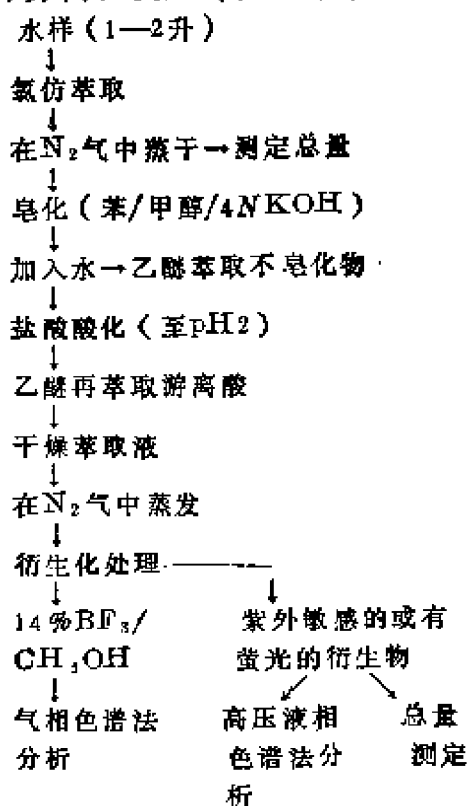 水样（1—2升）
氯仿萃取
在N₂气中蒸干→测定总量
皂化（苯/甲醇/4NKOH）
加入水→乙醚萃取不皂化物
盐酸酸化（至pH2）
乙醚再萃取游离酸
干燥萃取液
在N₂气中蒸发
衍生化处理
14%BF₃/
CH₃OH
气相色谱法
分析
紫外敏感的或有
萤光的衍生物
高压液相
色谱法分
析
总量
测定